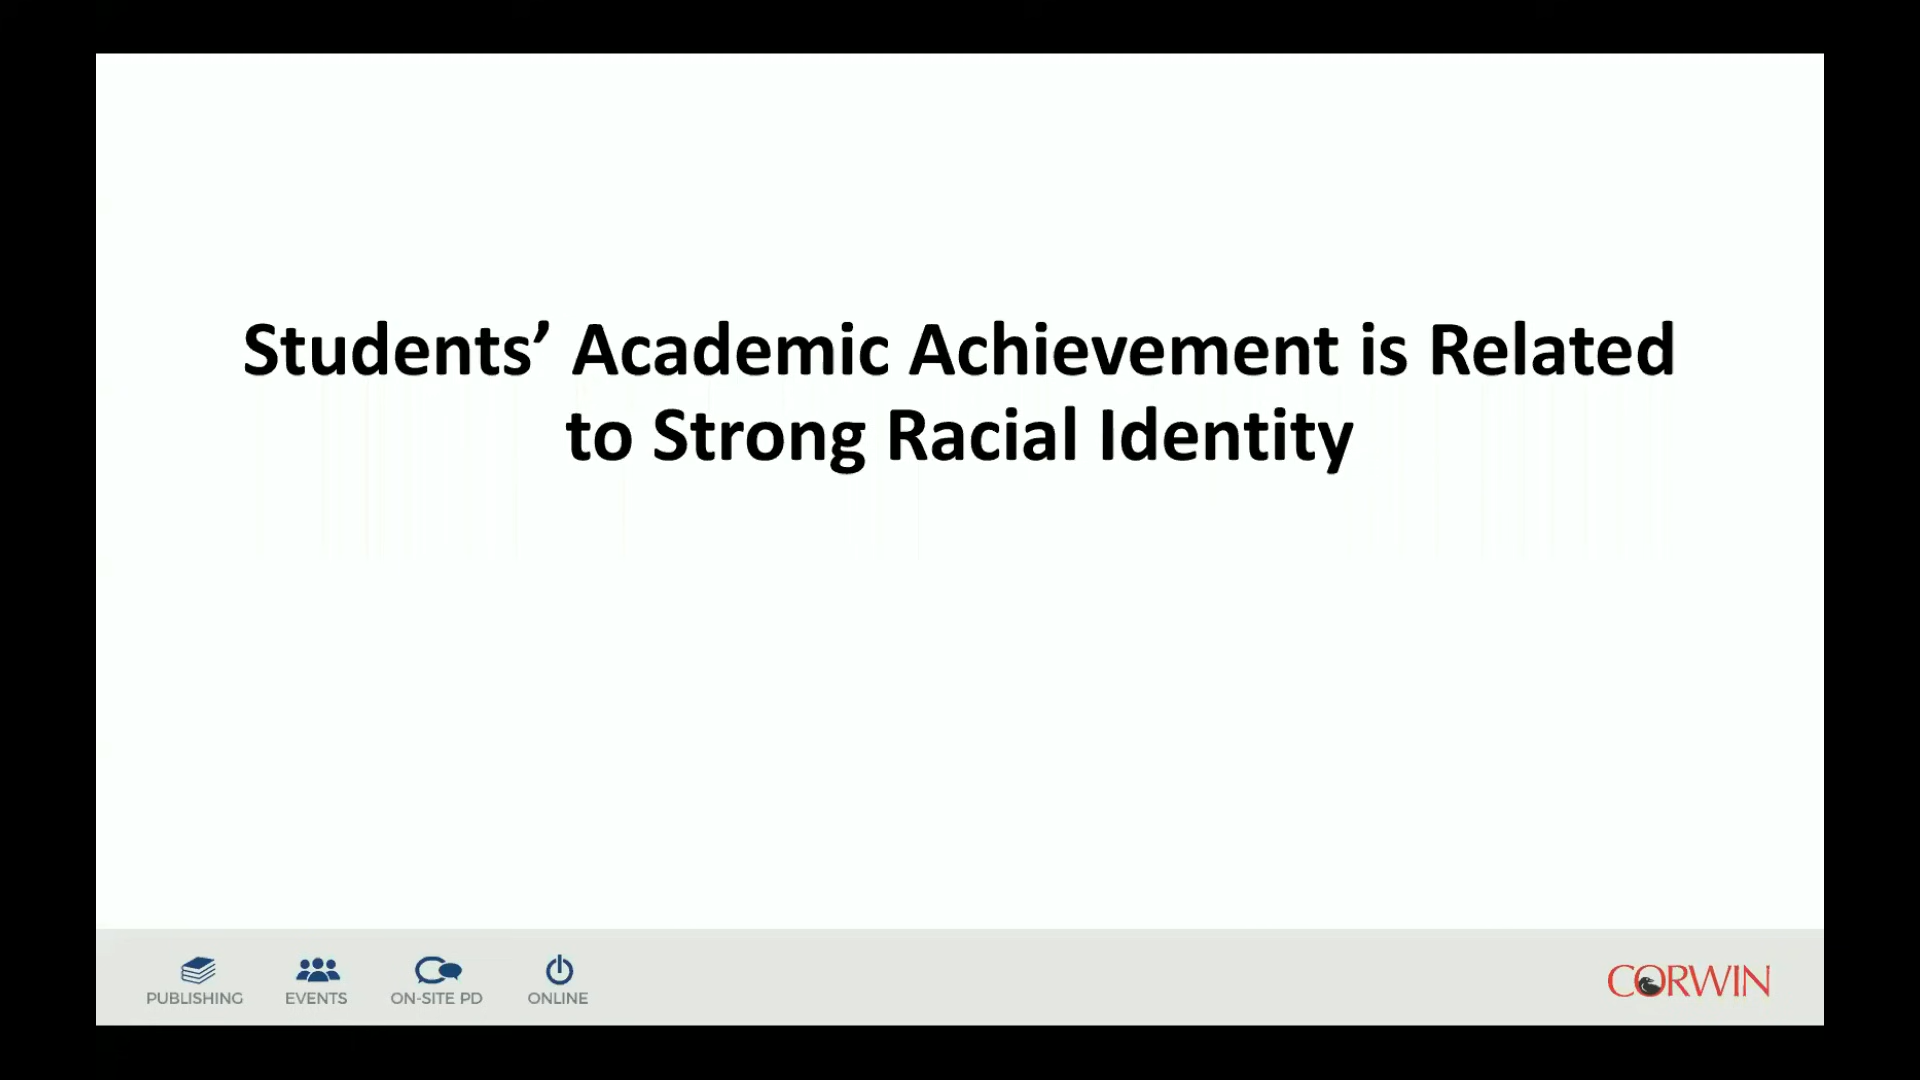 Students’ Academic Achievement is Related
to Strong Racial Identity
PUBLISHING EVENTS ON-SITE PD ONLINE
CORWIN